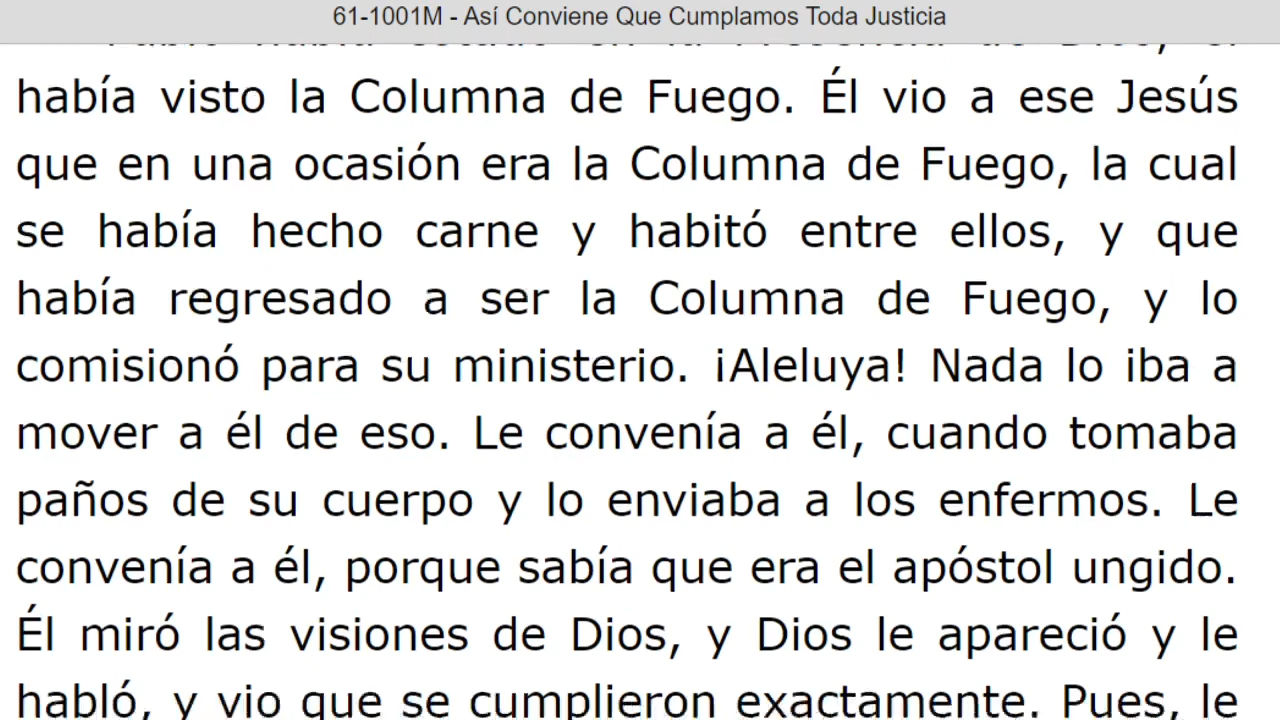 61-1001M - Así Conviene Que Cumplamos Toda Justicia
había visto la Columna de Fuego. Él vio a ese Jesús
que en una ocasión era la Columna de Fuego, la cual
se había hecho carne y habitó entre ellos, y que
había regresado a ser la Columna de Fuego, y lo
comisionó para su ministerio. ¡Aleluya! Nada lo iba a
mover a él de eso. Le convenía a él, cuando tomaba
paños de su cuerpo y lo enviaba a los enfermos. Le
convenía a él, porque sabía que era el apóstol ungido.
Él miró las visiones de Dios, y Dios le apareció y le
habló, y vio que se cumplieron exactamente. Pues, le